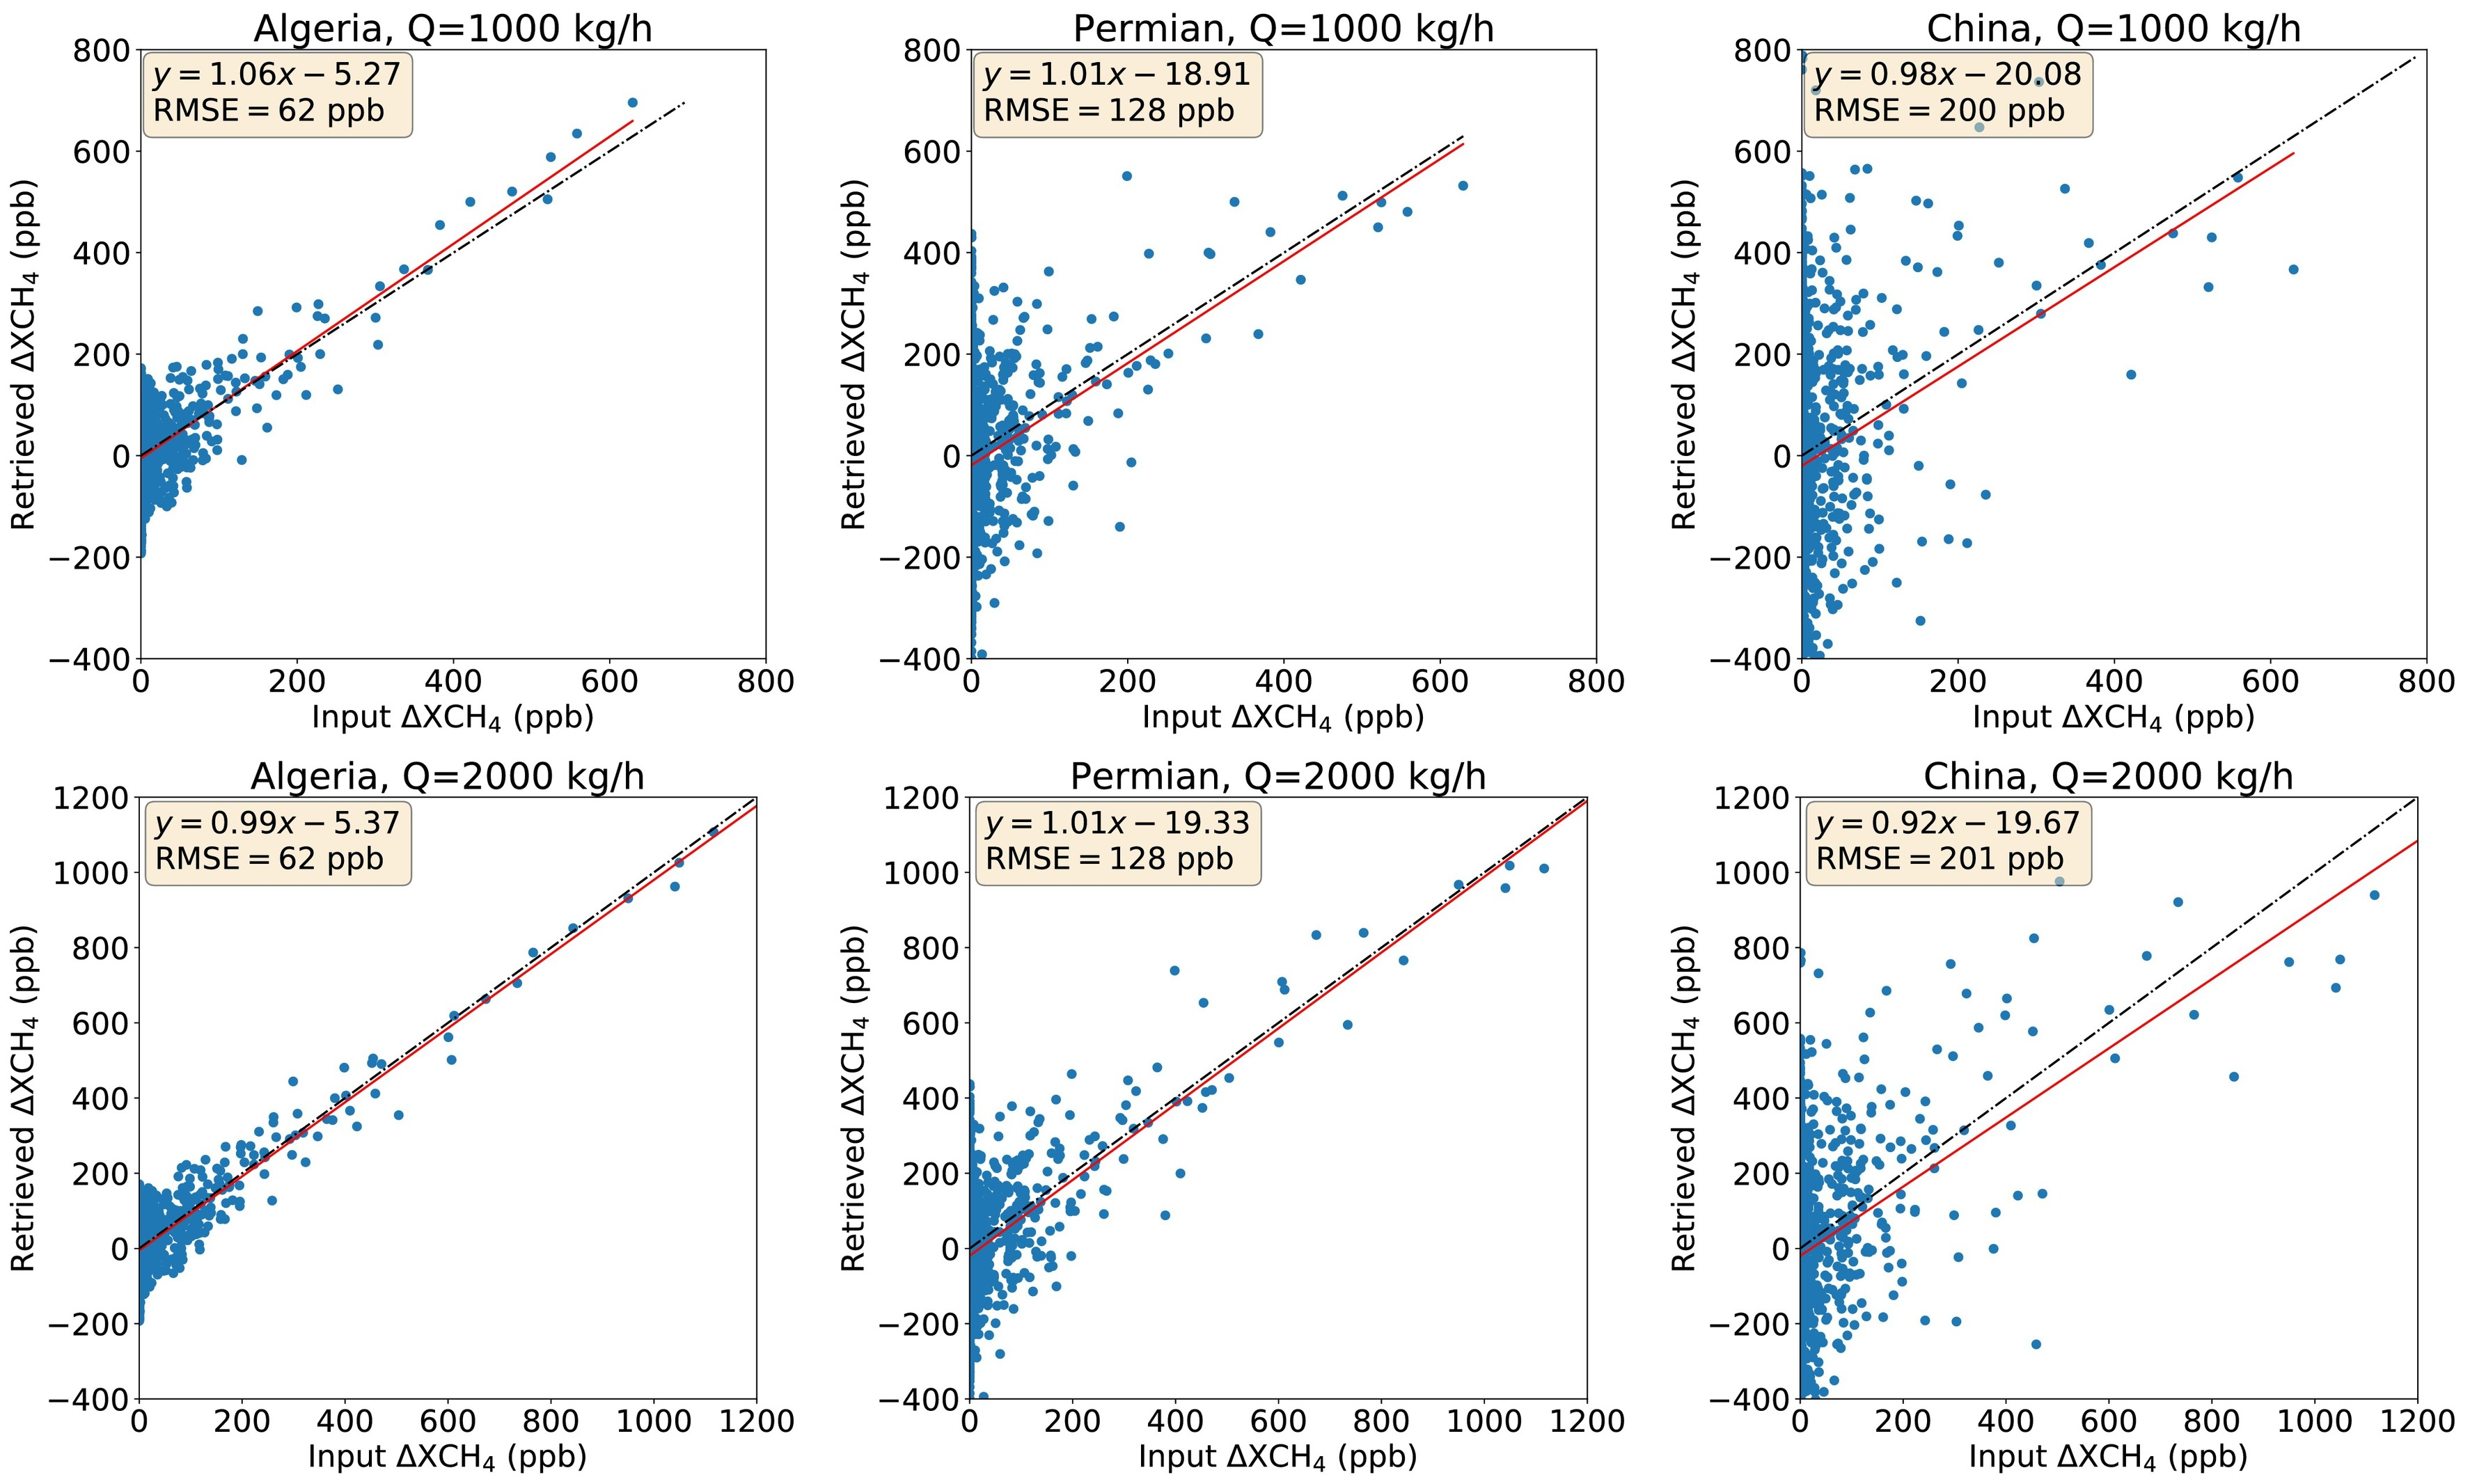 Algeria, Q=1000 kg/h
y = 1.06x − 5.27
RMSE = 62 ppb
800
600
400
200
0
−200
−400
0 200 400 600 800
Retrieved ΔXCH₄ (ppb)
Input ΔXCH₄ (ppb)
Permian, Q=1000 kg/h
y = 1.01x − 18.91
RMSE = 128 ppb
800
600
400
200
0
−200
−400
0 200 400 600 800
Retrieved ΔXCH₄ (ppb)
Input ΔXCH₄ (ppb)
China, Q=1000 kg/h
y = 0.98x − 20.08
RMSE = 200 ppb
800
600
400
200
0
−200
−400
0 200 400 600 800
Retrieved ΔXCH₄ (ppb)
Input ΔXCH₄ (ppb)
Algeria, Q=2000 kg/h
y = 0.99x − 5.37
RMSE = 62 ppb
1200
1000
800
600
400
200
0
−200
−400
0 200 400 600 800 1000 1200
Retrieved ΔXCH₄ (ppb)
Input ΔXCH₄ (ppb)
Permian, Q=2000 kg/h
y = 1.01x − 19.33
RMSE = 128 ppb
1200
1000
800
600
400
200
0
−200
−400
0 200 400 600 800 1000 1200
Retrieved ΔXCH₄ (ppb)
Input ΔXCH₄ (ppb)
China, Q=2000 kg/h
y = 0.92x − 19.67
RMSE = 201 ppb
1200
1000
800
600
400
200
0
−200
−400
0 200 400 600 800 1000 1200
Retrieved ΔXCH₄ (ppb)
Input ΔXCH₄ (ppb)